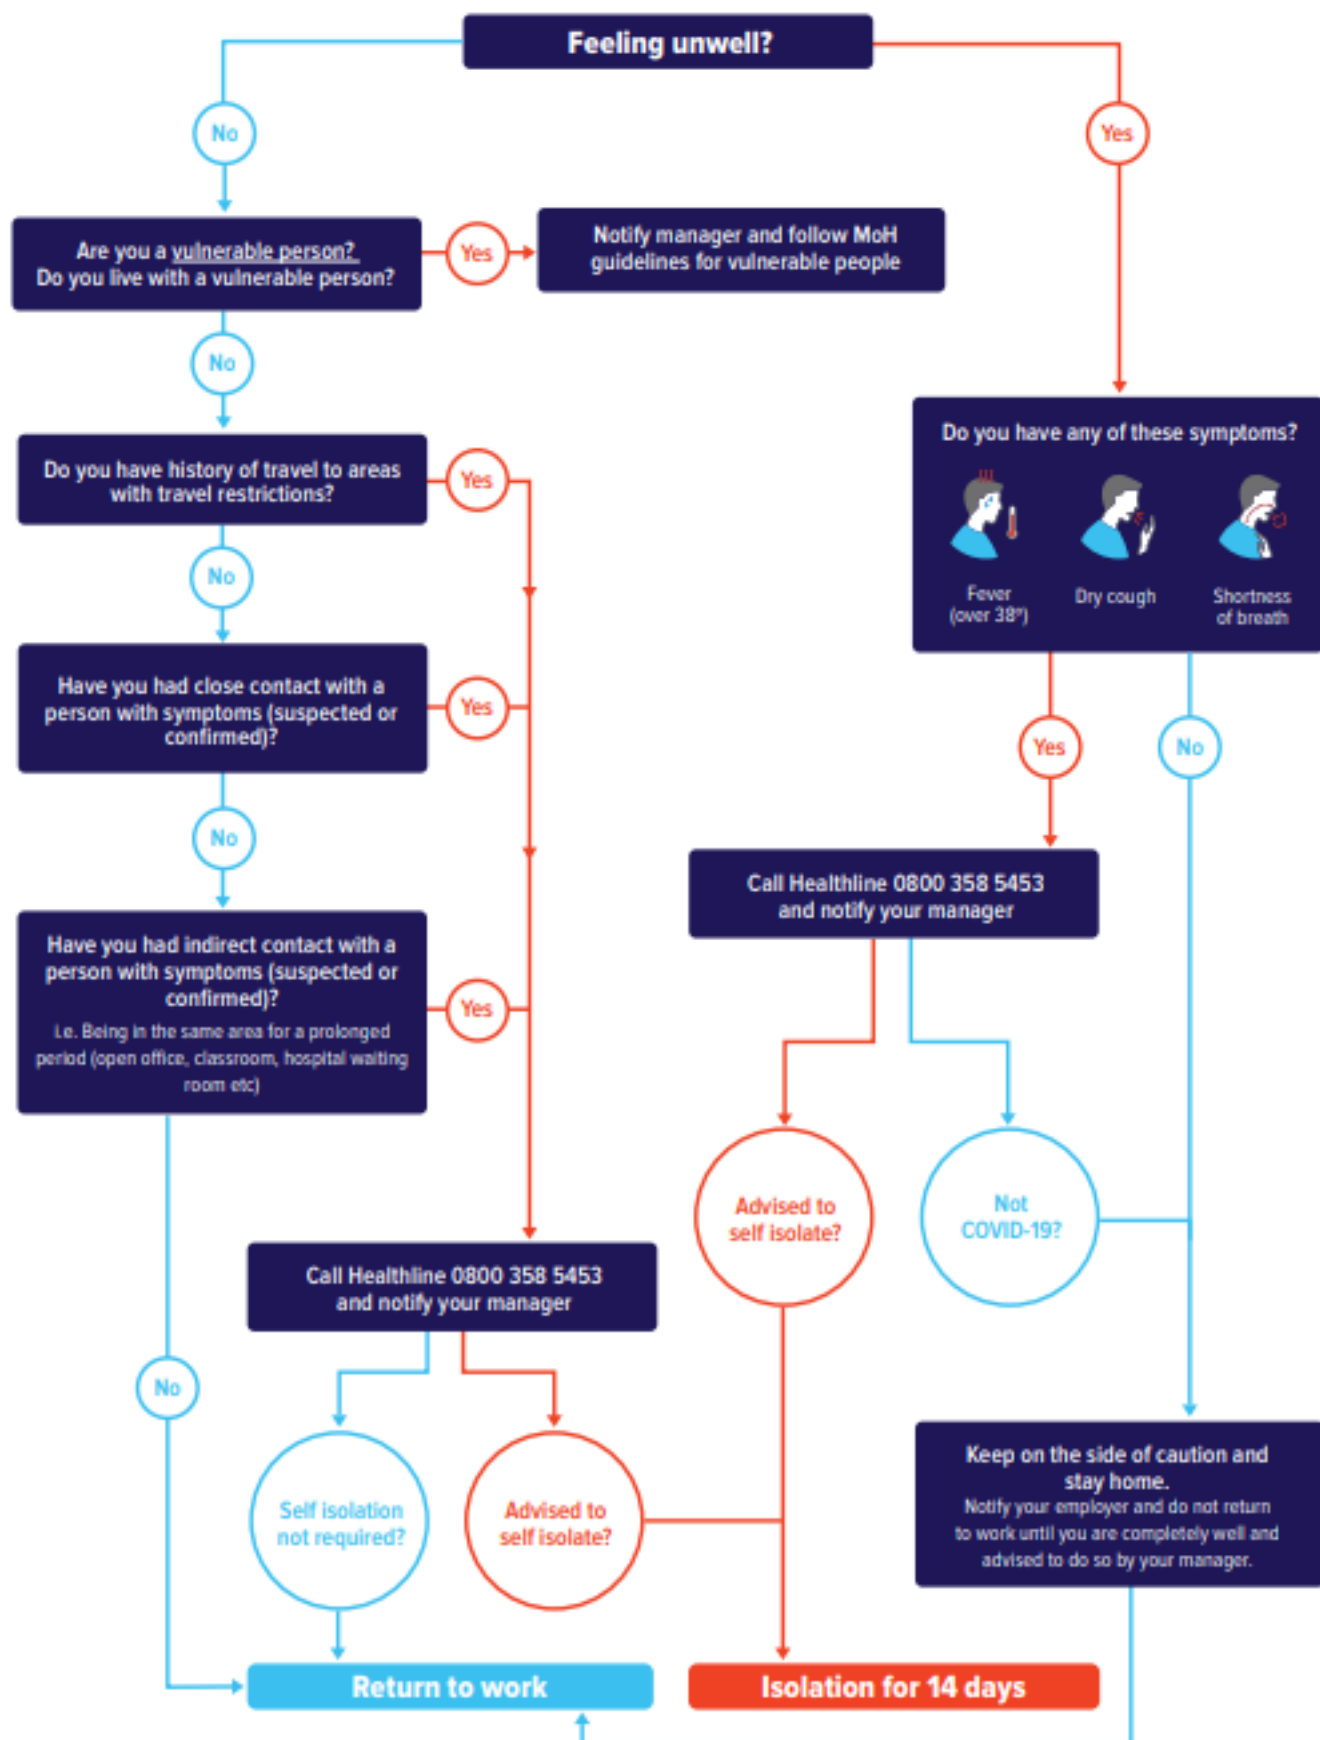 Feeling unwell?
No
Yes
Are you a vulnerable person?
Do you live with a vulnerable person?
Yes
Notify manager and follow MoH
guidelines for vulnerable people
No
Do you have history of travel to areas
with travel restrictions?
Yes
Do you have any of these symptoms?
Fever
(over 38º)
Dry cough
Shortness
of breath
No
Have you had close contact with a
person with symptoms (suspected or
confirmed)?
Yes
Yes
No
No
Call Healthline 0800 358 5453
and notify your manager
Have you had indirect contact with a
person with symptoms (suspected or
confirmed)?
i.e. Being in the same area for a prolonged
period (open office, classroom, hospital waiting
room etc)
Yes
Advised to
self isolate?
Not
COVID-19?
Call Healthline 0800 358 5453
and notify your manager
No
Self isolation
not required?
Advised to
self isolate?
Keep on the side of caution and
stay home.
Notify your employer and do not return
to work until you are completely well and
advised to do so by your manager.
Return to work
Isolation for 14 days